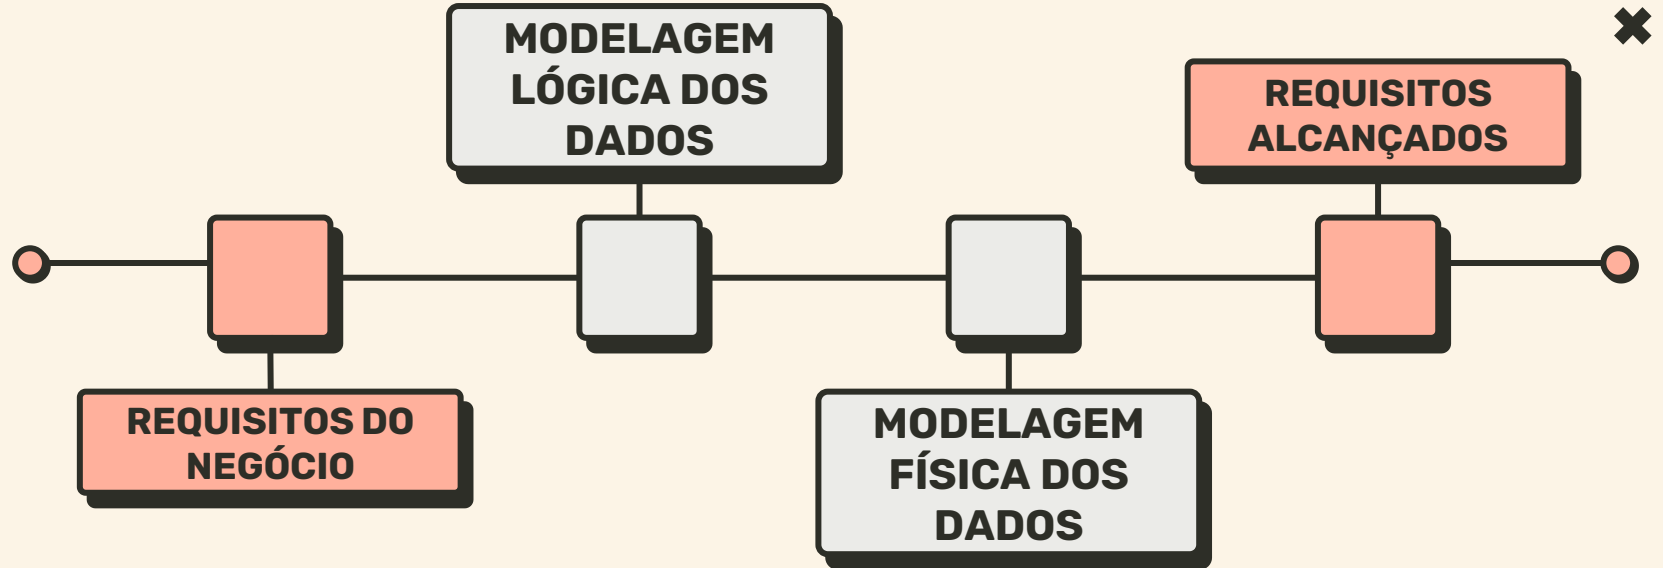 MODELAGEM
LÓGICA DOS
DADOS
REQUISITOS
ALCANÇADOS
REQUISITOS DO
NEGÓCIO
MODELAGEM
FÍSICA DOS
DADOS